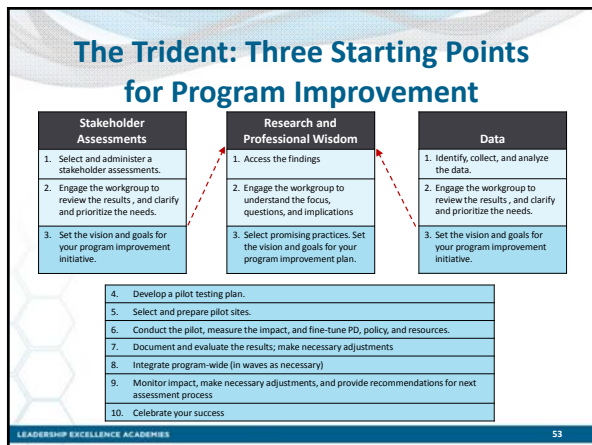 The Trident: Three Starting Points
for Program Improvement
Stakeholder
Assessments
1. Select and administer a
stakeholder assessments.
2. Engage the workgroup to
review the results , and clarify
and prioritize the needs.
3. Set the vision and goals for
your program improvement
initiative.
Research and
Professional Wisdom
1. Access the findings
2. Engage the workgroup to
understand the focus,
questions, and implications
3. Select promising practices. Set
the vision and goals for your
program improvement plan.
Data
1. Identify, collect, and analyze
the data.
2. Engage the workgroup to
review the results , and clarify
and prioritize the needs.
3. Set the vision and goals for
your program improvement
initiative.
4. Develop a pilot testing plan.
5. Select and prepare pilot sites.
6. Conduct the pilot, measure the impact, and fine-tune PD, policy, and resources.
7. Document and evaluate the results; make necessary adjustments
8. Integrate program-wide (in waves as necessary)
9. Monitor impact, make necessary adjustments, and provide recommendations for next
assessment process
10. Celebrate your success
LEADERSHIP EXCELLENCE ACADEMIES
53